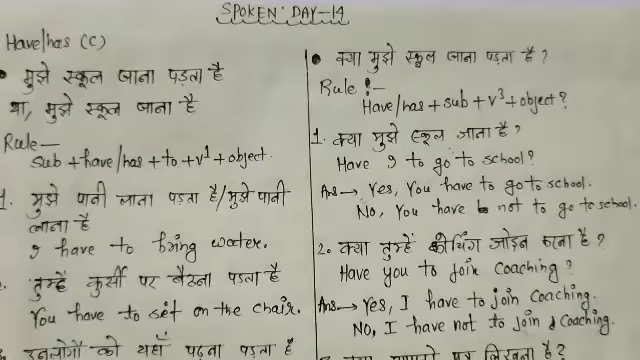 SPOKEN DAY-14
Have/has (C)
• मुझे स्कूल जाना पड़ता है
या, मुझे स्कूल जाना है
Rule—
sub + have/has + to + v¹ + object.
1. मुझे पानी लाना पड़ता है/मुझे पानी
लाना है
I have to bring water.
तुम्हें कुर्सी पर बैठना पड़ता है
You have to sit on the chair.
उनलोगों को यहाँ पढ़ना पड़ता है
• क्या मुझे स्कूल जाना पड़ता है?
Rule :—
Have/has + sub + v³ + object?
1. क्या मुझे स्कूल जाना है?
Have I to go to school?
Ans → Yes, You have to go to school.
No, You have not to go to school.
2. क्या तुम्हें कोचिंग जोइन करना है?
Have you to join Coaching?
Ans → Yes, I have to join Coaching.
No, I have not to join Coaching.